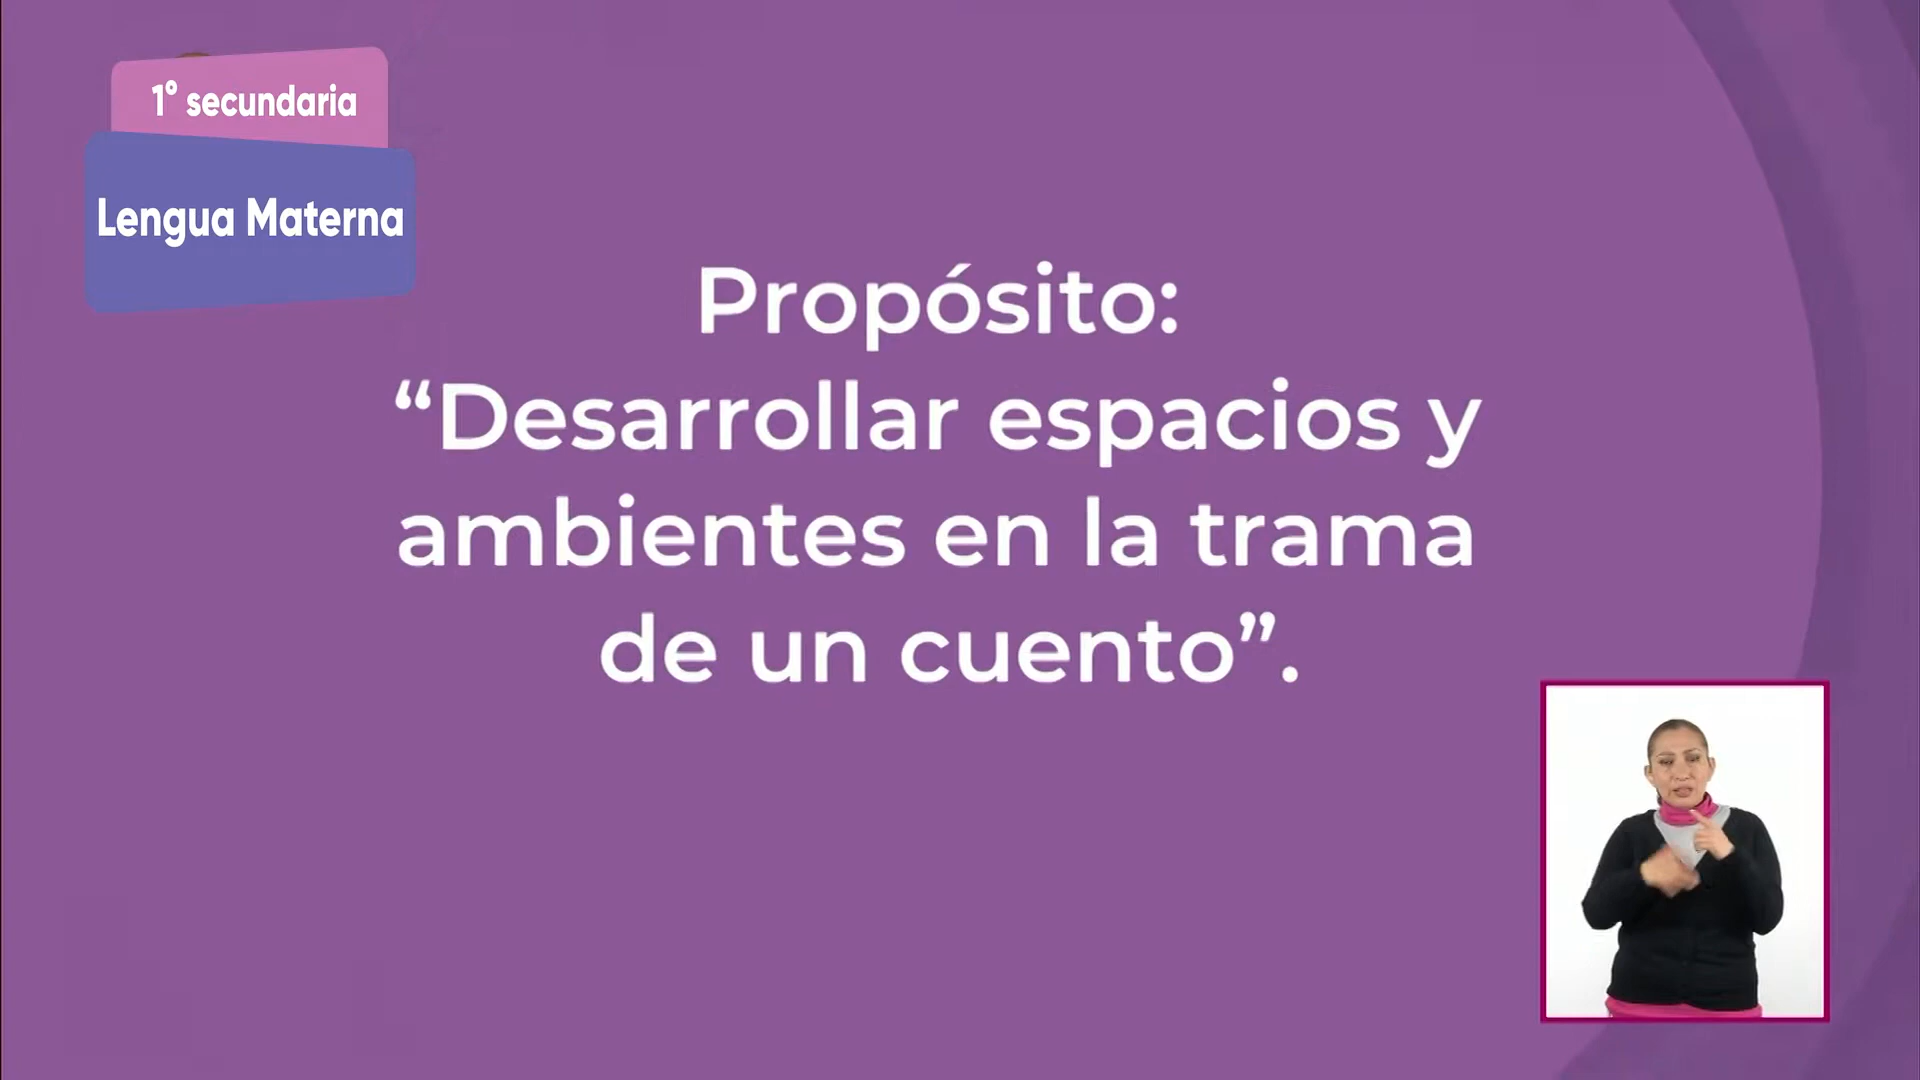 1° secundaria
Lengua Materna
Propósito:
“Desarrollar espacios y
ambientes en la trama
de un cuento”.